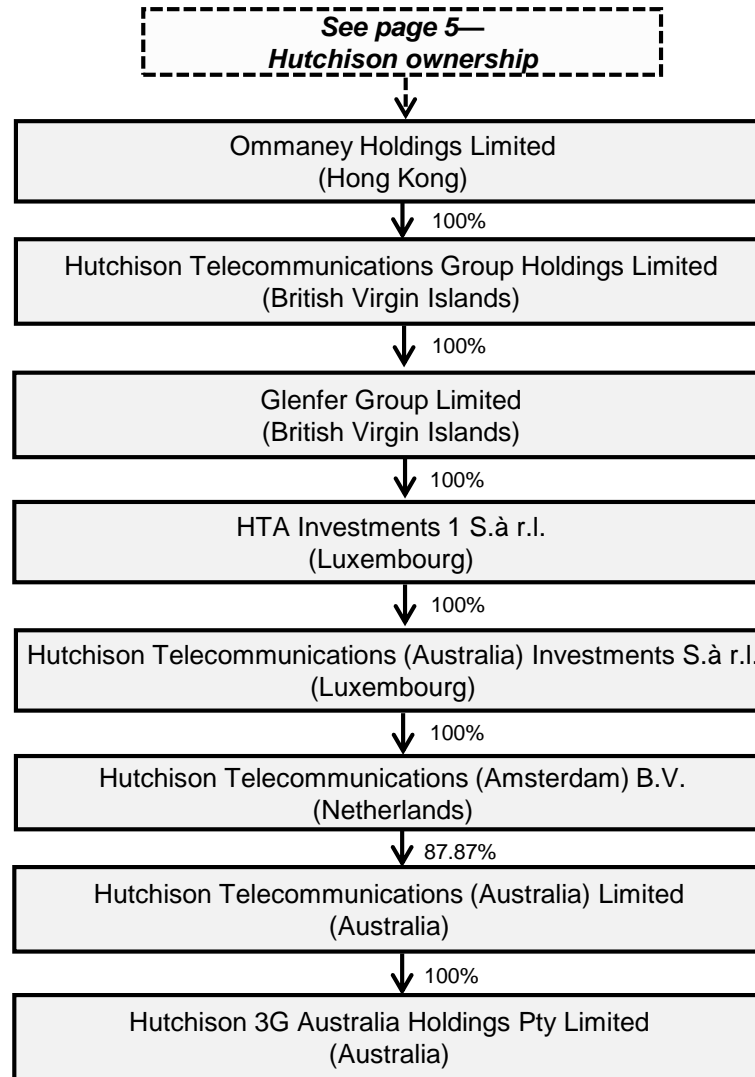 See page 5—
Hutchison ownership
Ommaney Holdings Limited
(Hong Kong)
100%
Hutchison Telecommunications Group Holdings Limited
(British Virgin Islands)
100%
Glenfer Group Limited
(British Virgin Islands)
100%
HTA Investments 1 S.à r.l.
(Luxembourg)
100%
Hutchison Telecommunications (Australia) Investments S.à r.l.
(Luxembourg)
100%
Hutchison Telecommunications (Amsterdam) B.V.
(Netherlands)
87.87%
Hutchison Telecommunications (Australia) Limited
(Australia)
100%
Hutchison 3G Australia Holdings Pty Limited
(Australia)